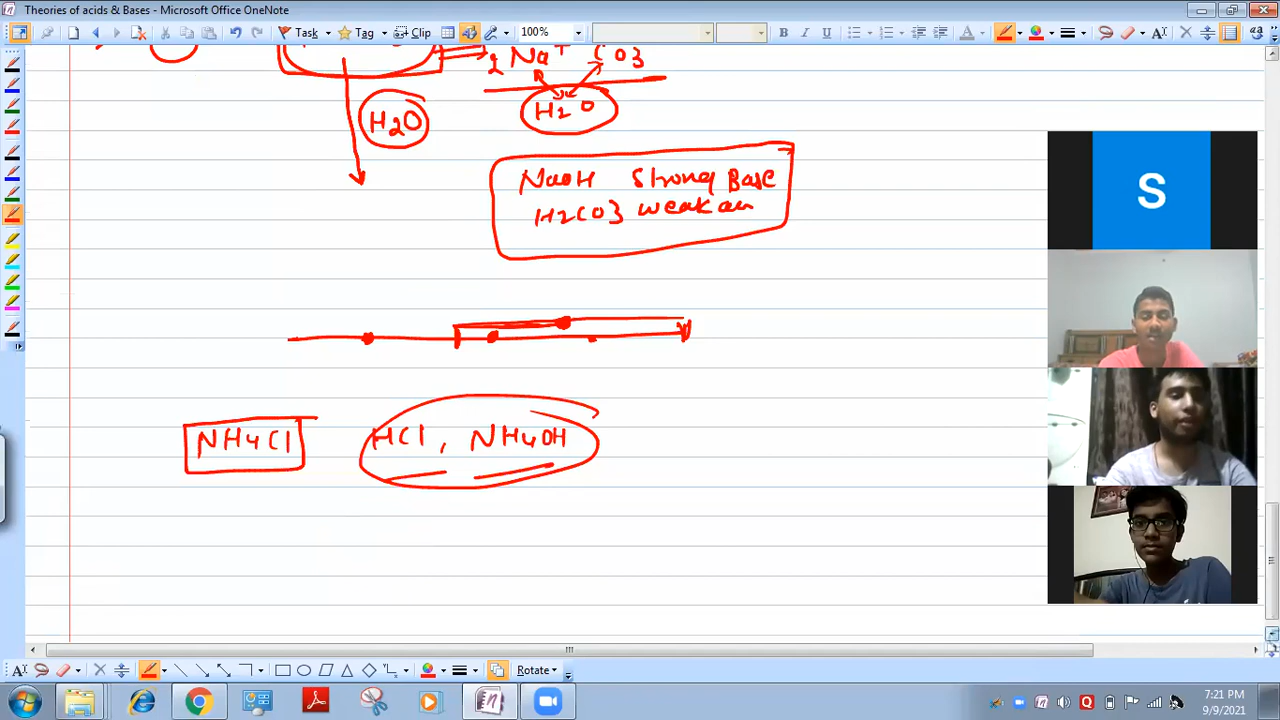 Theories of acids & Bases - Microsoft Office OneNote
Task Tag Clip 100%
2 Na+ CO3
H2O
H2O
NaOH Strong Base
H2CO3 weak
S
NH4Cl HCl, NH4OH
Rotate
7:21 PM
9/9/2021